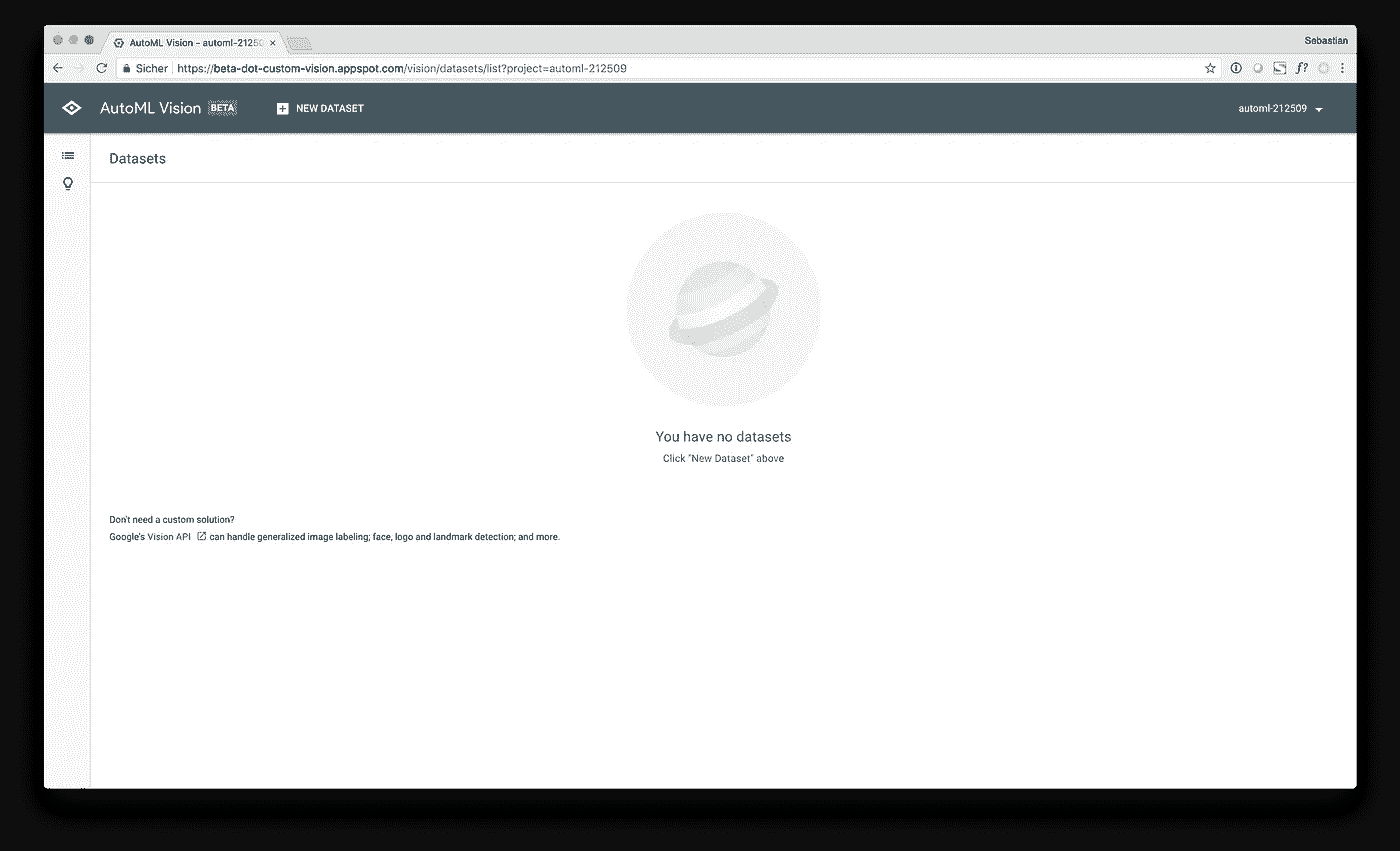 AutoML Vision – automl-21250
Sebastian
Sicher https://beta-dot-custom-vision.appspot.com/vision/datasets/list?project=automl-212509
f?
AutoML Vision BETA NEW DATASET automl-212509
Datasets
You have no datasets
Click "New Dataset" above
Don't need a custom solution?
Google's Vision API can handle generalized image labeling; face, logo and landmark detection; and more.